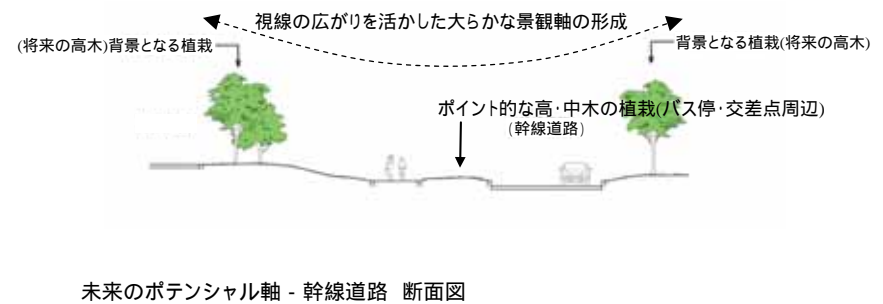 視線の広がりを活かした大らかな景観軸の形成
(将来の高木)背景となる植栽
背景となる植栽(将来の高木)
ポイント的な高・中木の植栽(バス停・交差点周辺)
(幹線道路)
未来のポテンシャル軸 - 幹線道路 断面図